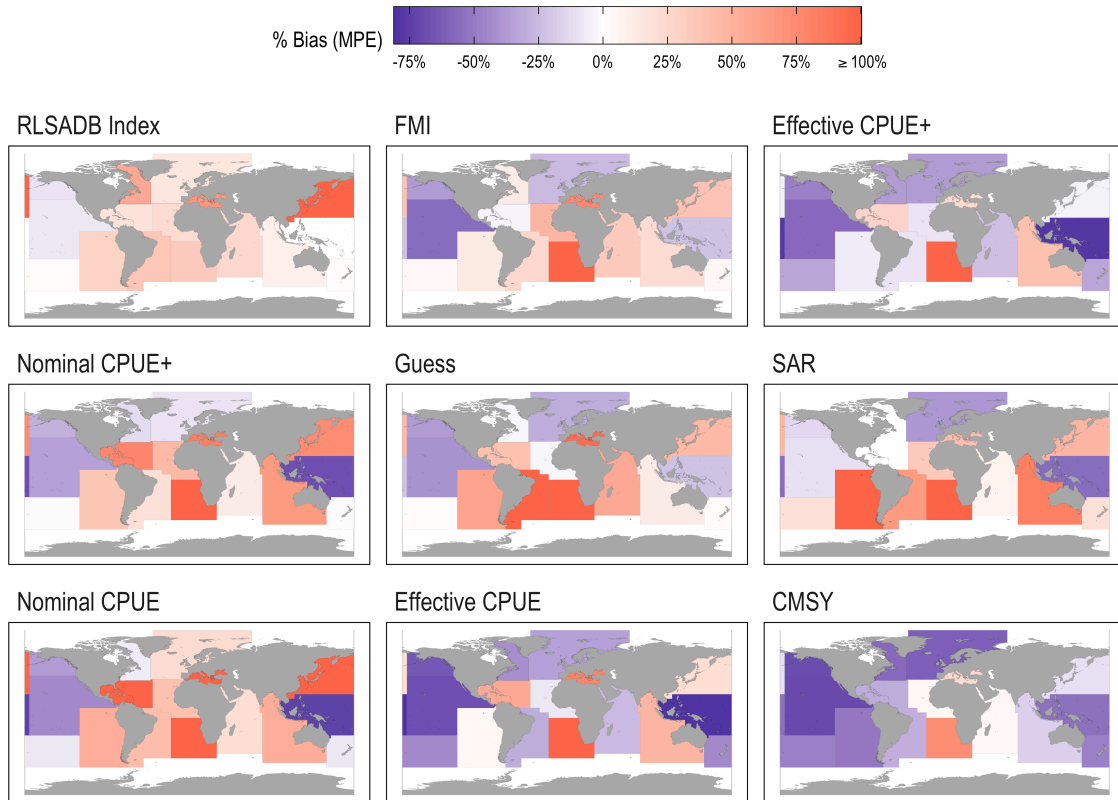 % Bias (MPE)
-75% -50% -25% 0% 25% 50% 75% ≥ 100%
RLSADB Index FMI Effective CPUE+
Nominal CPUE+ Guess SAR
Nominal CPUE Effective CPUE CMSY